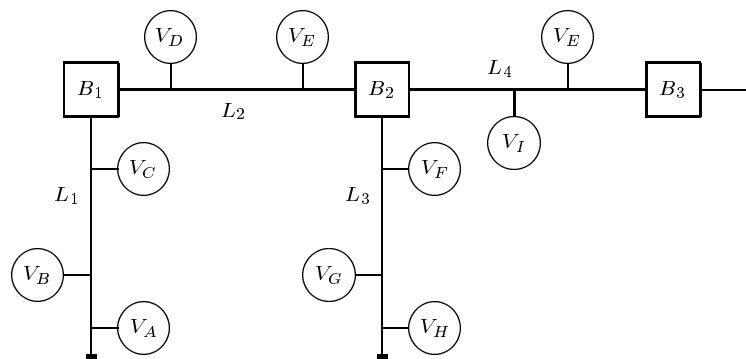 V_D
V_E
V_E
B_1
B_2
L_4
B_3
L_2
V_I
V_C
V_F
L_1
L_3
V_B
V_G
V_A
V_H